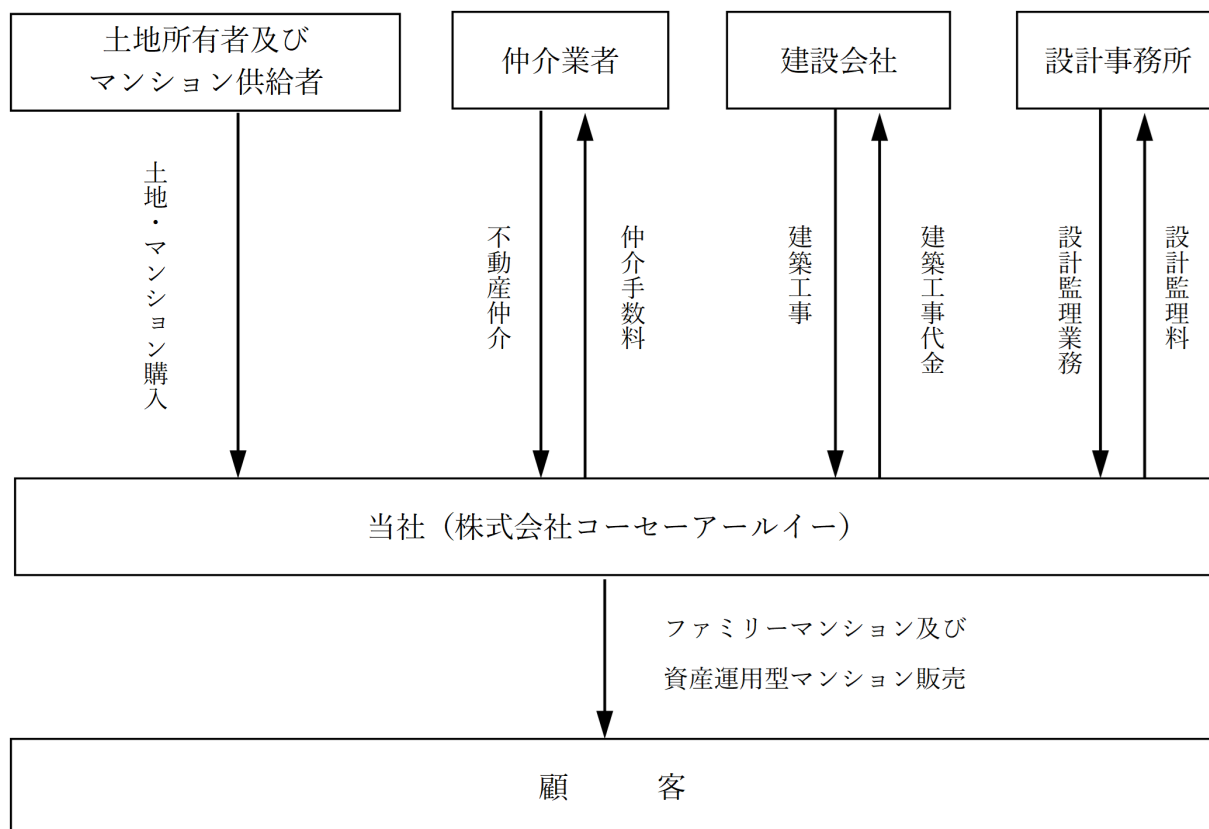 土地所有者及び
マンション供給者
仲介業者
建設会社
設計事務所
土地・マンション購入
不動産仲介
仲介手数料
建築工事
建築工事代金
設計監理業務
設計監理料
当社（株式会社コーセーアールイー）
ファミリーマンション及び
資産運用型マンション販売
顧　　　客